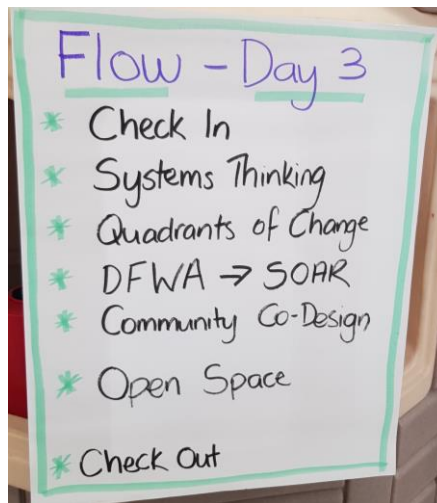 Flow - Day 3
* Check In
* Systems Thinking
* Quadrants of Change
* DFWA → SOAR
* Community Co-Design
* Open Space
* Check Out